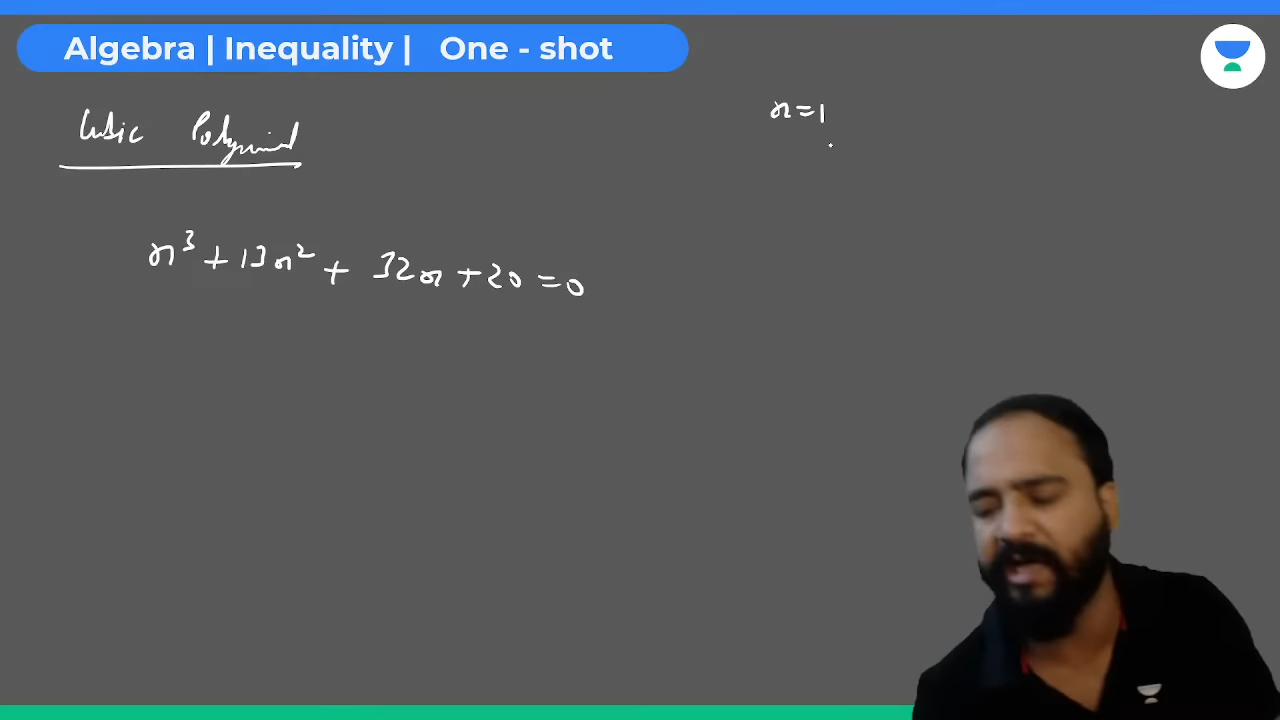 Algebra | Inequality | One - shot
x = 1
Cubic Polynomial
x³ + 13x² + 32x + 20 = 0